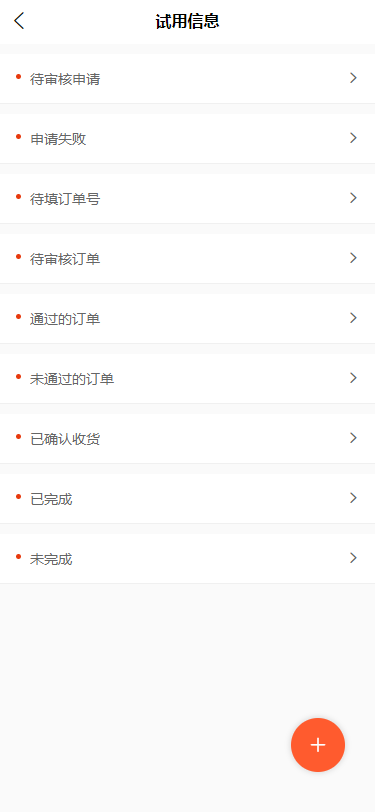 试用信息
待审核申请
申请失败
待填订单号
待审核订单
通过的订单
未通过的订单
已确认收货
已完成
未完成